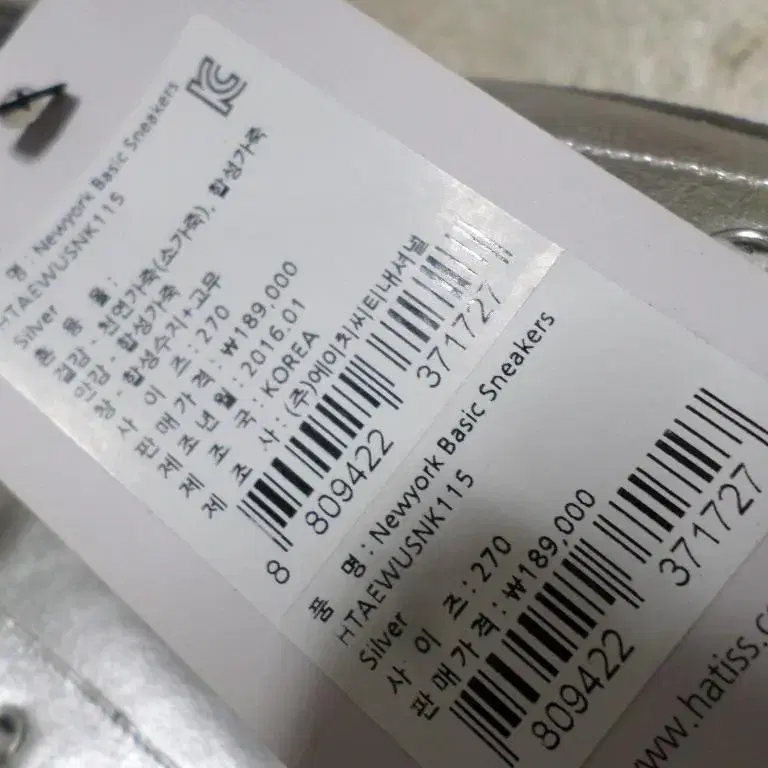 KC
명 : Newyork Basic Sneakers
HTAEWUSNK115
Silver
혼 용 율 :
겉감 - 천연가죽(소가죽), 합성가죽
안감 - 합성가죽
창 - 합성수지+고무
사 이 즈 : 270
판매가격 : ₩189,000
제조년월 : 2016.01
제 조 국 : KOREA
제 조 사 : (주)에이치씨티내셔널
8 809422 371727
품 명 : Newyork Basic Sneakers
HTAEWUSNK115
Silver
사 이 즈 : 270
판매가격 : ₩189,000
809422 371727
www.hatiss.c